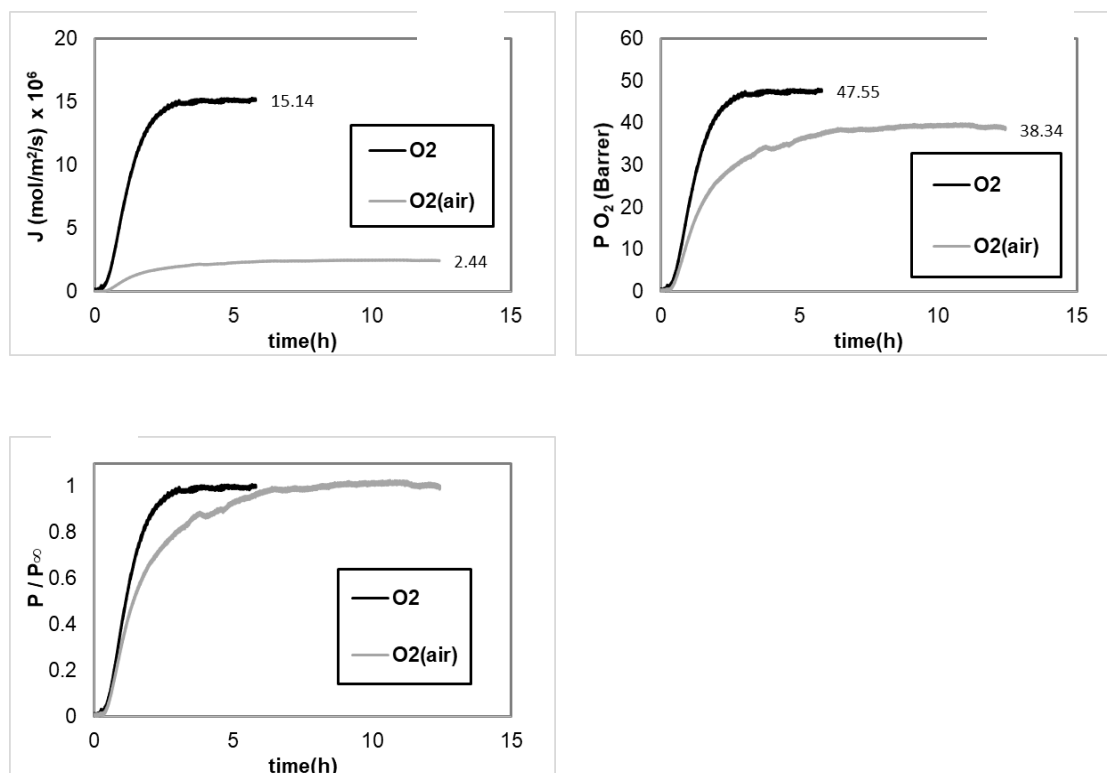 20
15
10
5
0
0
5
10
15
J (mol/m²/s) x 10⁶
time(h)
15.14
2.44
O2
O2(air)
60
50
40
30
20
10
0
0
5
10
15
P O₂ (Barrer)
time(h)
47.55
38.34
O2
O2(air)
1
0.8
0.6
0.4
0.2
0
0
5
10
15
P / P∞
time(h)
O2
O2(air)